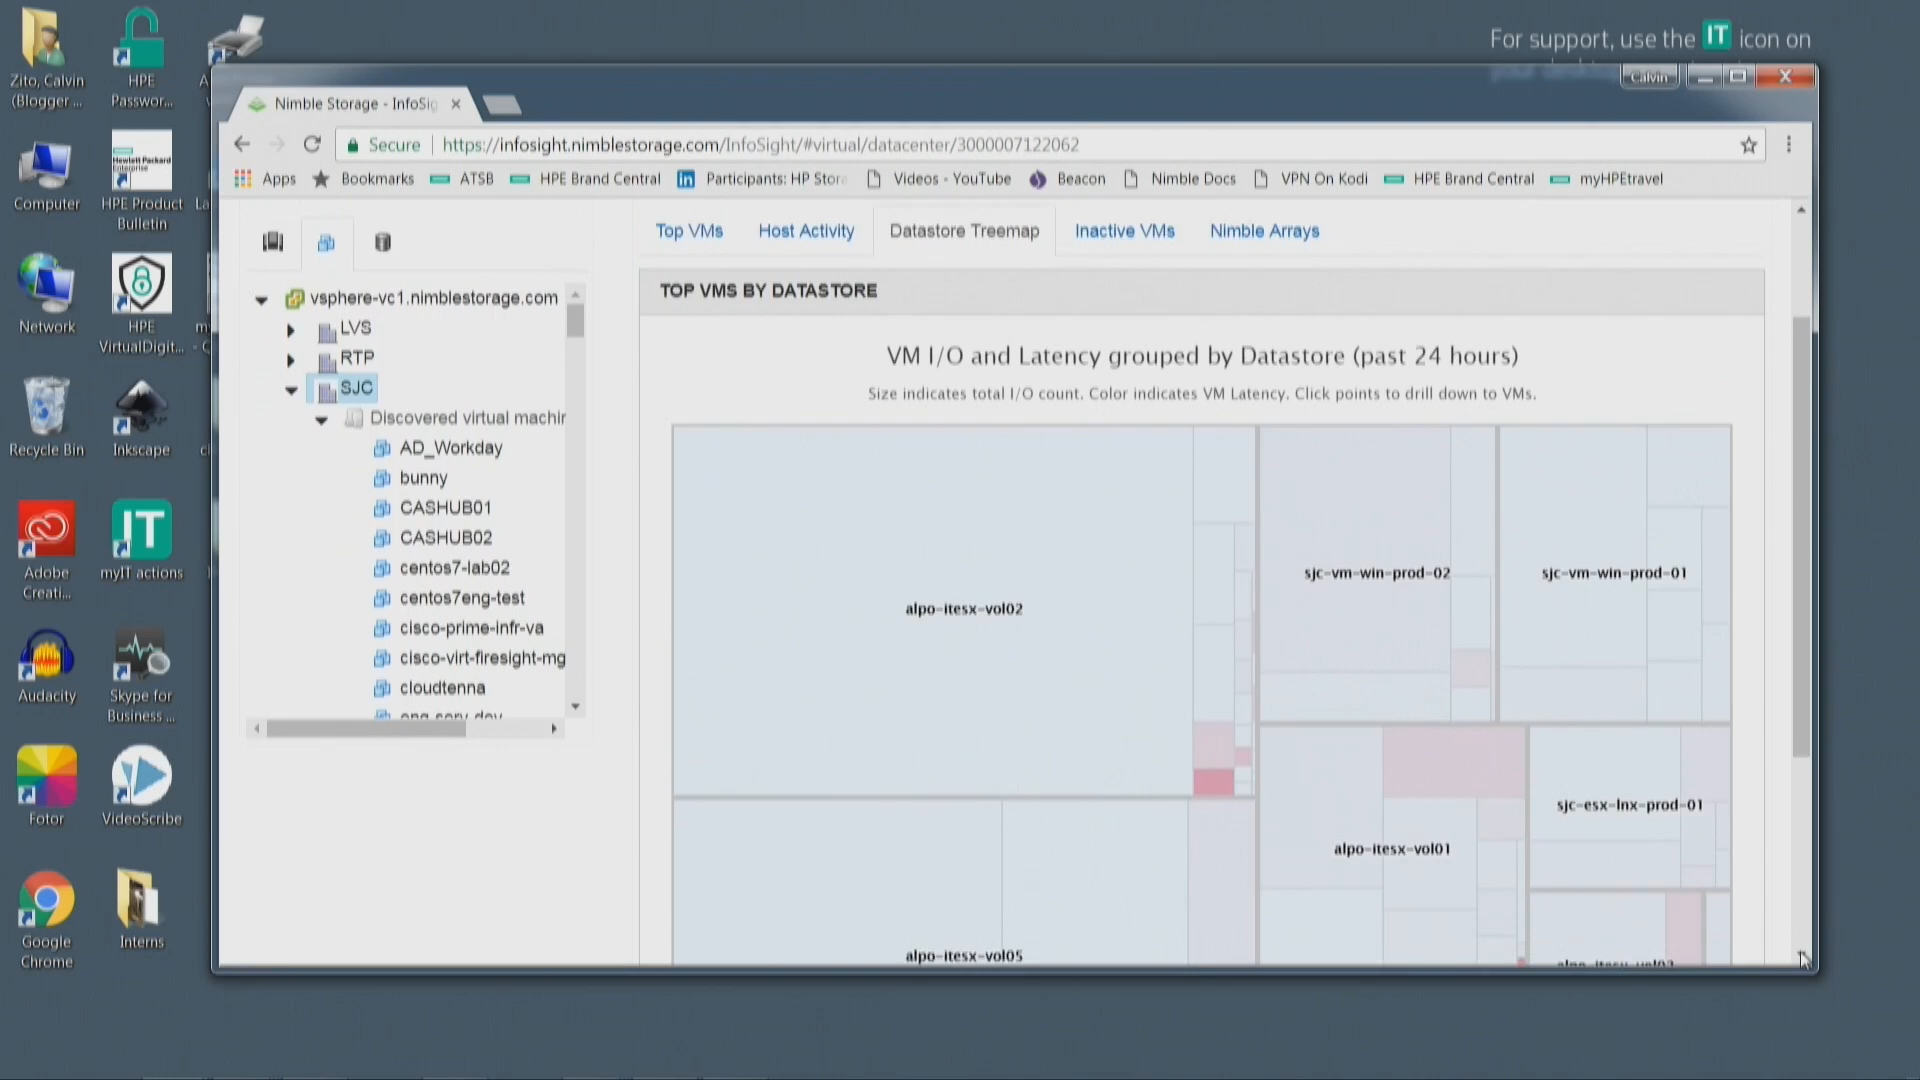 For support, use the IT icon on
Zito, Calvin
(Blogger ...
HPE
Passwor...
Computer
Hewlett Packard
Enterprise
HPE Product
Bulletin
Network
HPE
VirtualDigit...
Recycle Bin
Inkscape
Adobe
Creati...
IT
myIT actions
Audacity
Skype for
Business ...
Fotor
VideoScribe
Google
Chrome
Interns
Calvin
Nimble Storage - InfoSig
Secure https://infosight.nimblestorage.com/InfoSight/#virtual/datacenter/3000007122062
Apps Bookmarks ATSB HPE Brand Central Participants: HP Stor Videos - YouTube Beacon Nimble Docs VPN On Kodi HPE Brand Central myHPEtravel
vsphere-vc1.nimblestorage.com
LVS
RTP
SJC
Discovered virtual machin
AD_Workday
bunny
CASHUB01
CASHUB02
centos7-lab02
centos7eng-test
cisco-prime-infr-va
cisco-virt-firesight-mg
cloudtenna
Top VMs Host Activity Datastore Treemap Inactive VMs Nimble Arrays
TOP VMS BY DATASTORE
VM I/O and Latency grouped by Datastore (past 24 hours)
Size indicates total I/O count. Color indicates VM Latency. Click points to drill down to VMs.
alpo-itesx-vol02
sjc-vm-win-prod-02
sjc-vm-win-prod-01
sjc-esx-lnx-prod-01
alpo-itesx-vol01
alpo-itesx-vol05